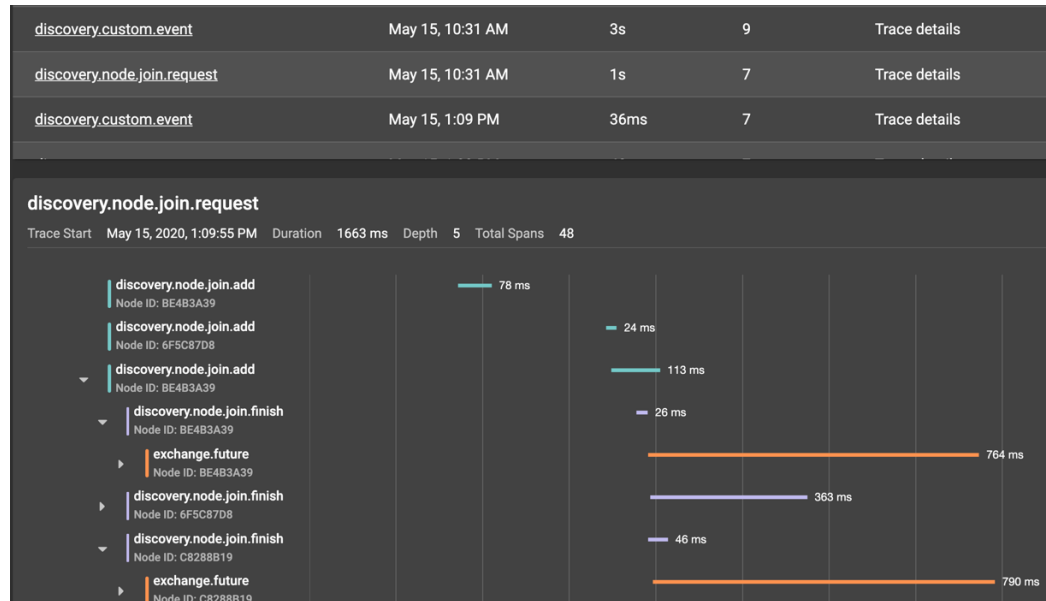 discovery.custom.event May 15, 10:31 AM 3s 9 Trace details
discovery.node.join.request May 15, 10:31 AM 1s 7 Trace details
discovery.custom.event May 15, 1:09 PM 36ms 7 Trace details
discovery.node.join.request
Trace Start May 15, 2020, 1:09:55 PM Duration 1663 ms Depth 5 Total Spans 48
discovery.node.join.add 78 ms
Node ID: BE4B3A39
discovery.node.join.add 24 ms
Node ID: 6F5C87D8
discovery.node.join.add 113 ms
Node ID: BE4B3A39
discovery.node.join.finish 26 ms
Node ID: BE4B3A39
exchange.future 764 ms
Node ID: BE4B3A39
discovery.node.join.finish 363 ms
Node ID: 6F5C87D8
discovery.node.join.finish 46 ms
Node ID: C8288B19
exchange.future 790 ms
Node ID: C8288B19